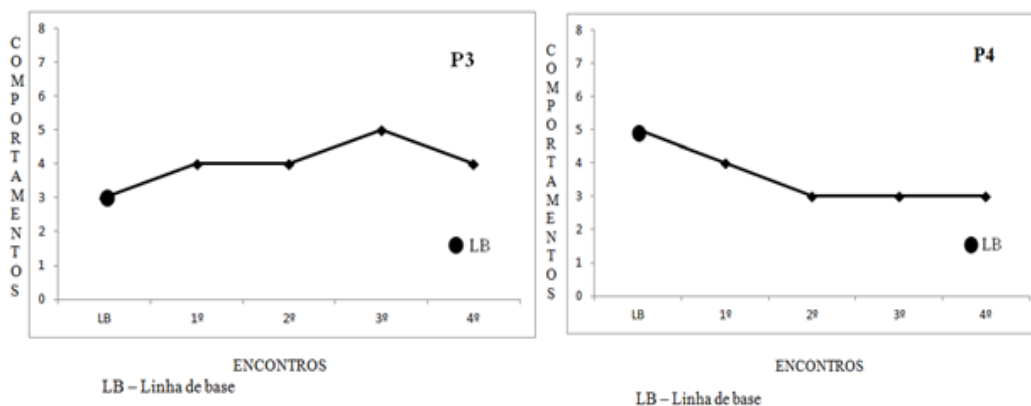 COMPORTAMENTOS
8
7
6
5
4
3
2
1
0
P3
LB
LB
1º
2º
3º
4º
ENCONTROS
LB – Linha de base
COMPORTAMENTOS
8
7
6
5
4
3
2
1
0
P4
LB
LB
1º
2º
3º
4º
ENCONTROS
LB – Linha de base